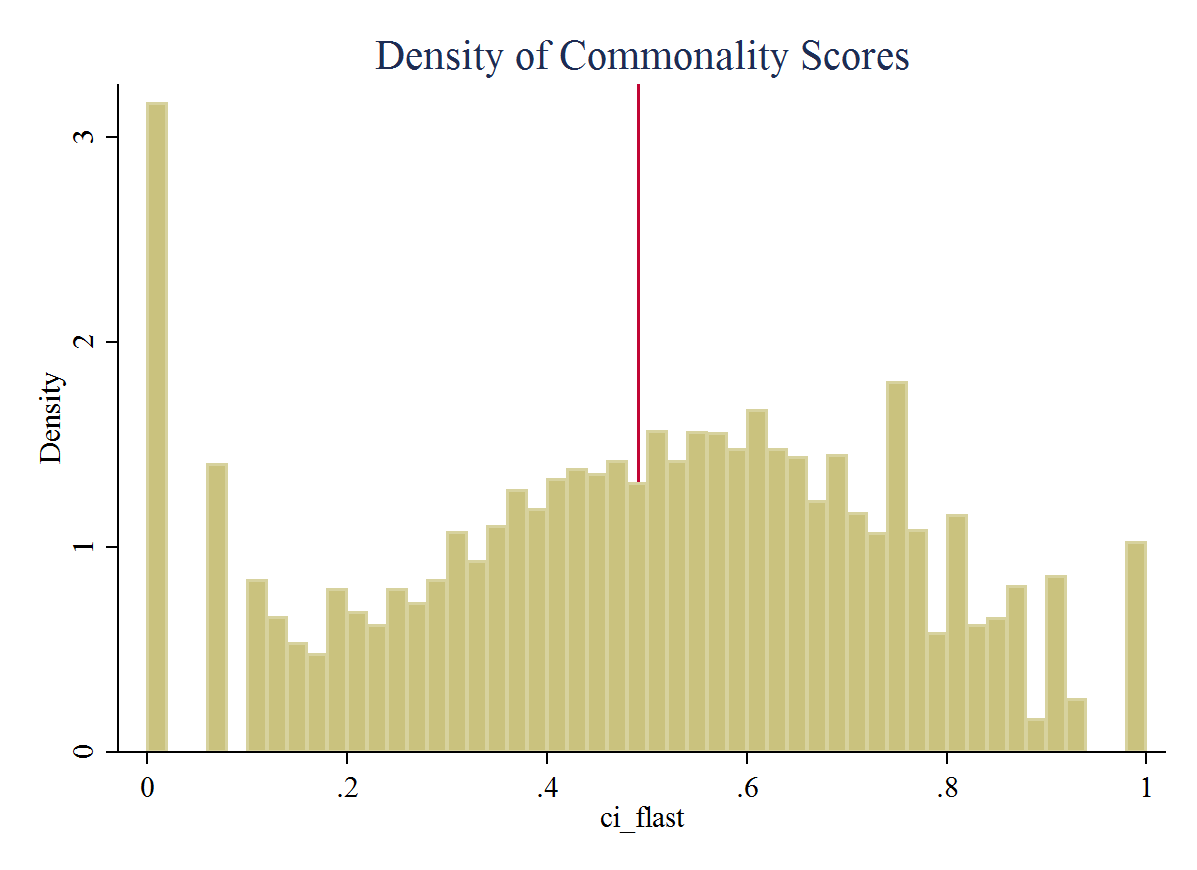 Density of Commonality Scores
3
2
1
0
Density
0 .2 .4 .6 .8 1
ci_flast